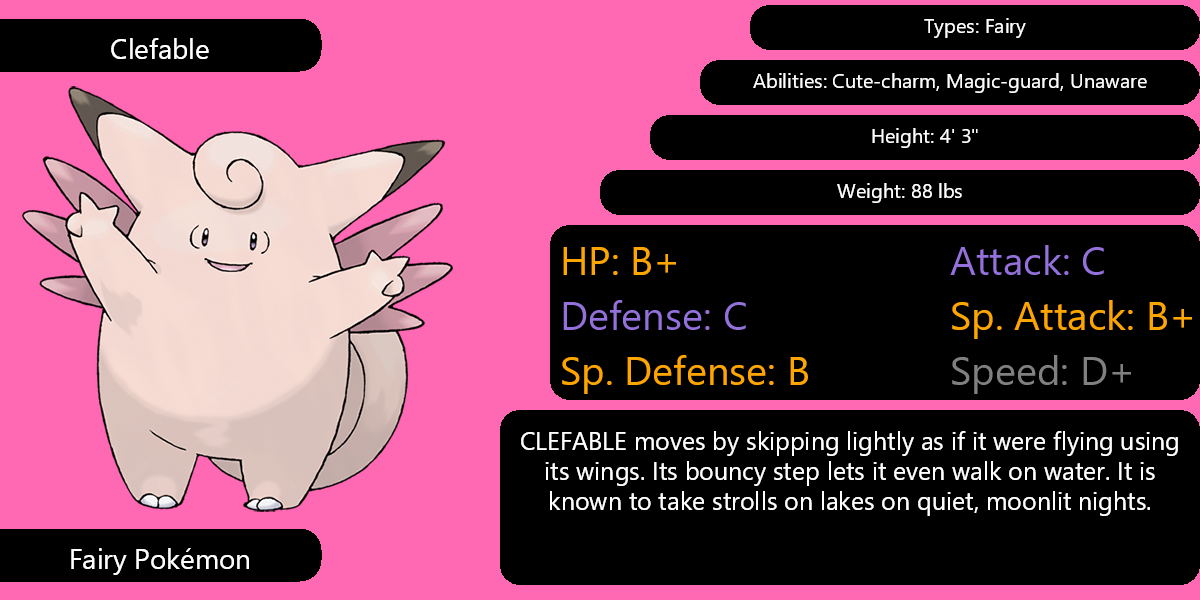 Clefable
Types: Fairy
Abilities: Cute-charm, Magic-guard, Unaware
Height: 4' 3"
Weight: 88 lbs
HP: B+ Attack: C
Defense: C Sp. Attack: B+
Sp. Defense: B Speed: D+
CLEFABLE moves by skipping lightly as if it were flying using
its wings. Its bouncy step lets it even walk on water. It is
known to take strolls on lakes on quiet, moonlit nights.
Fairy Pokémon